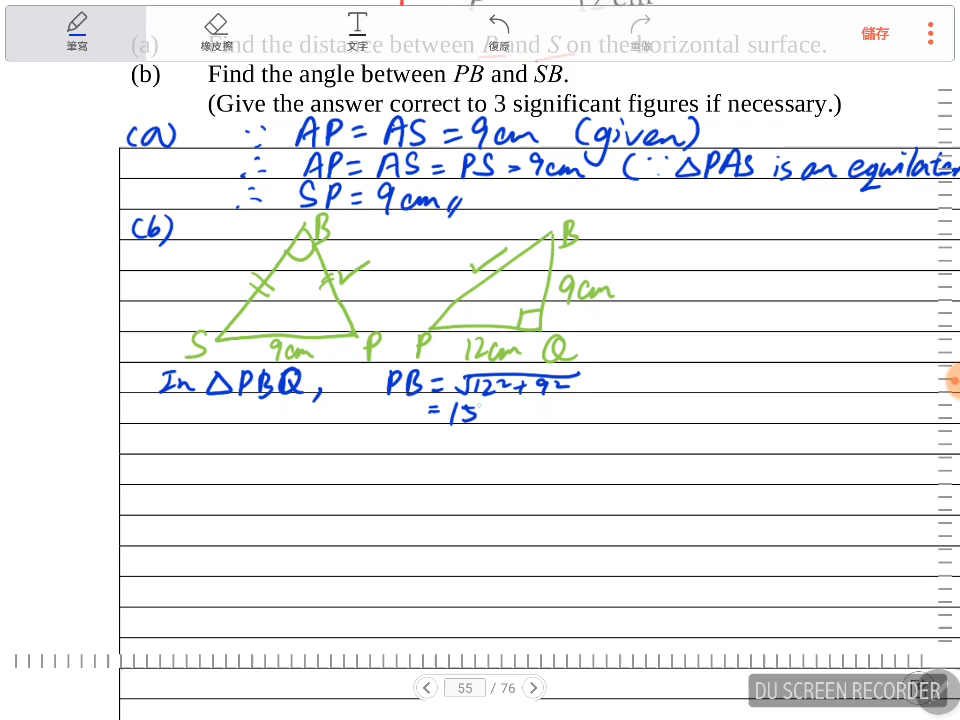 12 cm
筆寫 橡皮擦 文字 復原 重做 儲存
(a) Find the distance between P and S on the horizontal surface.
(b) Find the angle between PB and SB.
(Give the answer correct to 3 significant figures if necessary.)
(a) ∵ AP = AS = 9cm (given)
∴ AP = AS = PS = 9cm (∵ △PAS is an equilater
∴ SP = 9cm //
(b)
B B
9cm
S 9cm P P 12cm Q
In △PBQ, PB = √12² + 9²
= 15
55 / 76
DU SCREEN RECORDER